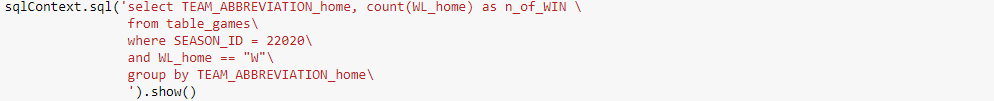 sqlContext.sql('select TEAM_ABBREVIATION_home, count(WL_home) as n_of_WIN \
from table_games\
where SEASON_ID = 22020\
and WL_home == "W"\
group by TEAM_ABBREVIATION_home\
').show()